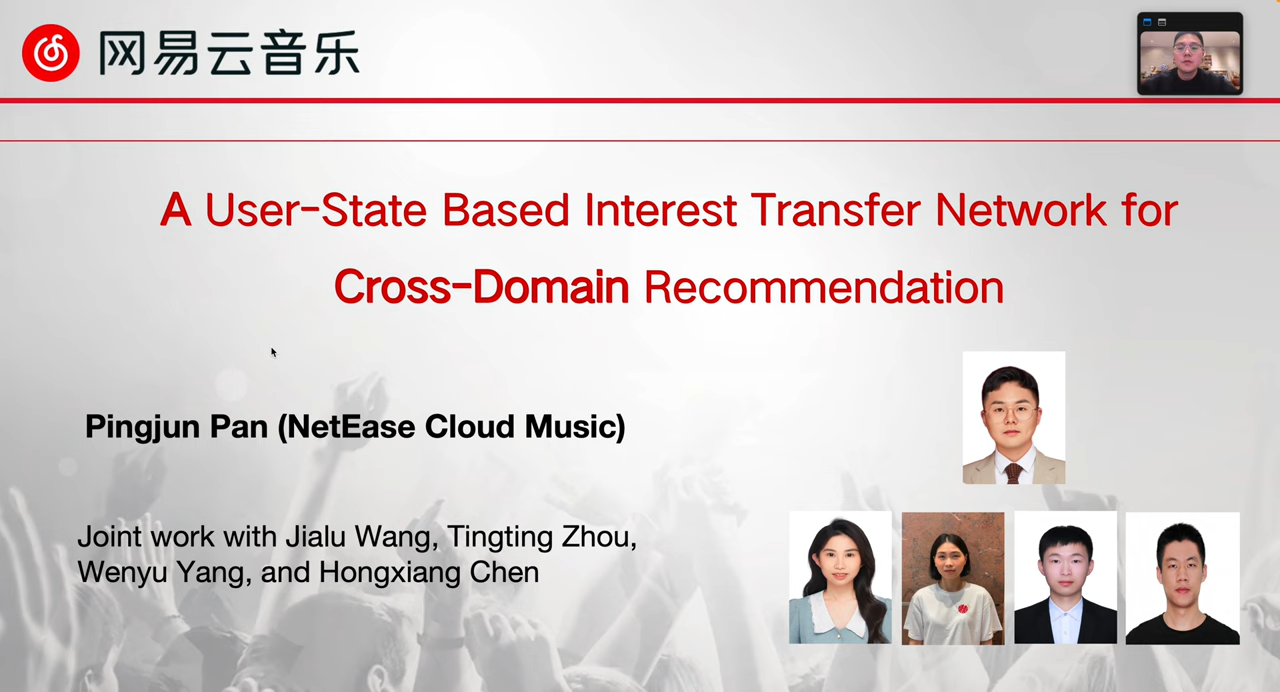 网易云音乐
A User-State Based Interest Transfer Network for
Cross-Domain Recommendation
Pingjun Pan (NetEase Cloud Music)
Joint work with Jialu Wang, Tingting Zhou,
Wenyu Yang, and Hongxiang Chen